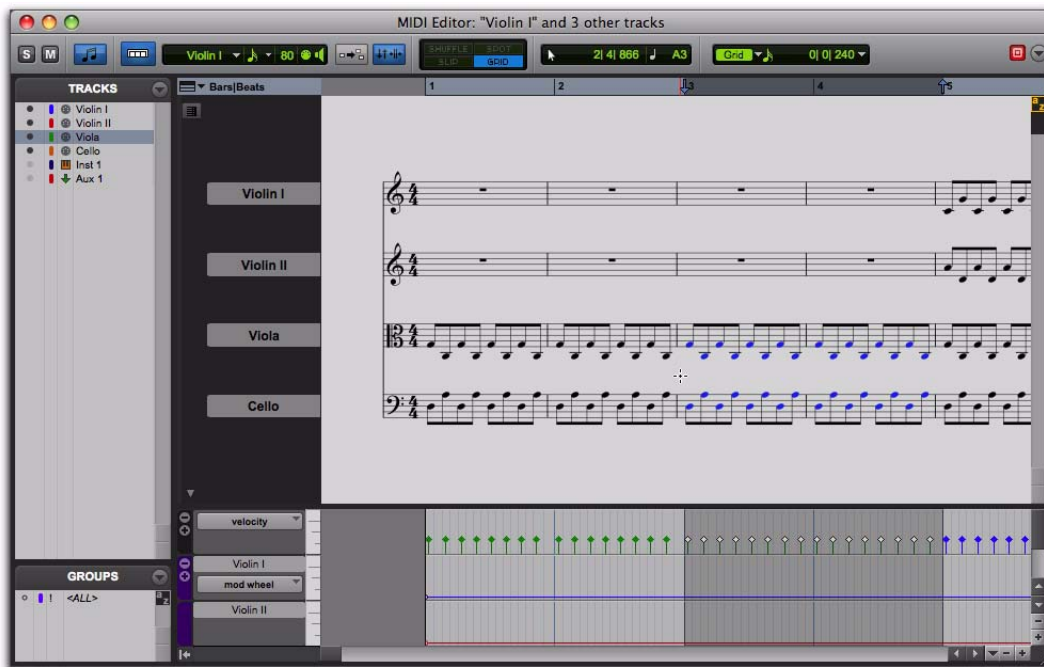 MIDI Editor: "Violin I" and 3 other tracks
S M Violin I 80 SHUFFLE SPOT 2| 4| 866 A3 Grid 0| 0| 240
SLIP GRID
TRACKS
Bars|Beats 1 2 3 4 5
Violin I
Violin II
Viola
Cello
Inst 1
Aux 1
a z
Violin I
Violin II
Viola
Cello
velocity
Violin I
mod wheel
Violin II
GROUPS
! <ALL>
a z